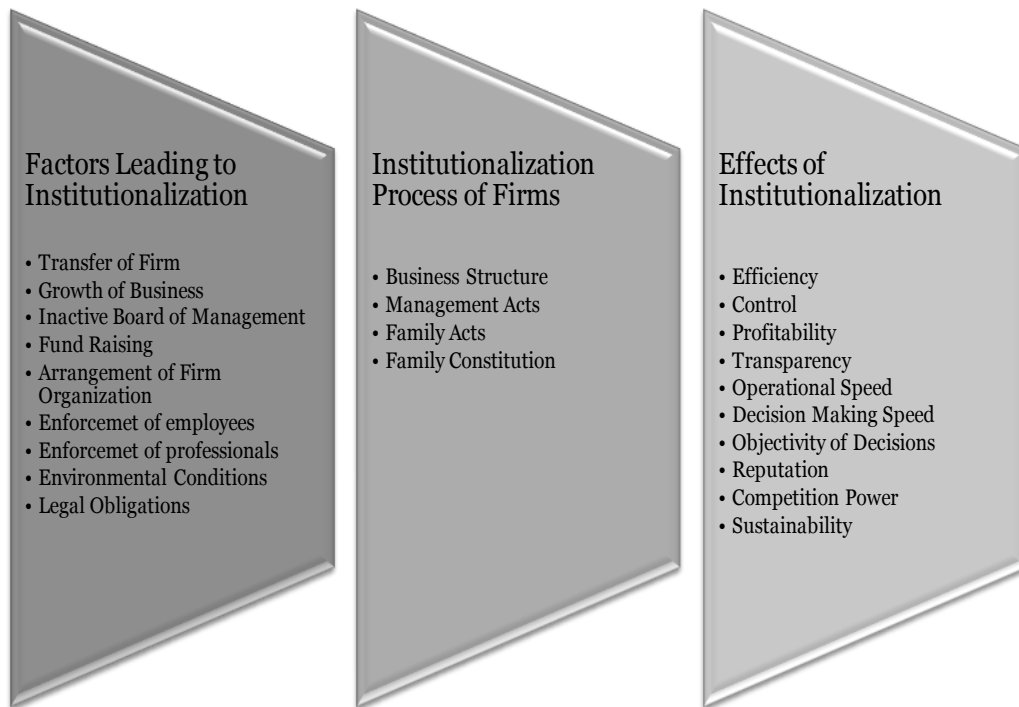 Factors Leading to
Institutionalization
• Transfer of Firm
• Growth of Business
• Inactive Board of Management
• Fund Raising
• Arrangement of Firm
Organization
• Enforcemet of employees
• Enforcemet of professionals
• Environmental Conditions
• Legal Obligations
Institutionalization
Process of Firms
• Business Structure
• Management Acts
• Family Acts
• Family Constitution
Effects of
Institutionalization
• Efficiency
• Control
• Profitability
• Transparency
• Operational Speed
• Decision Making Speed
• Objectivity of Decisions
• Reputation
• Competition Power
• Sustainability